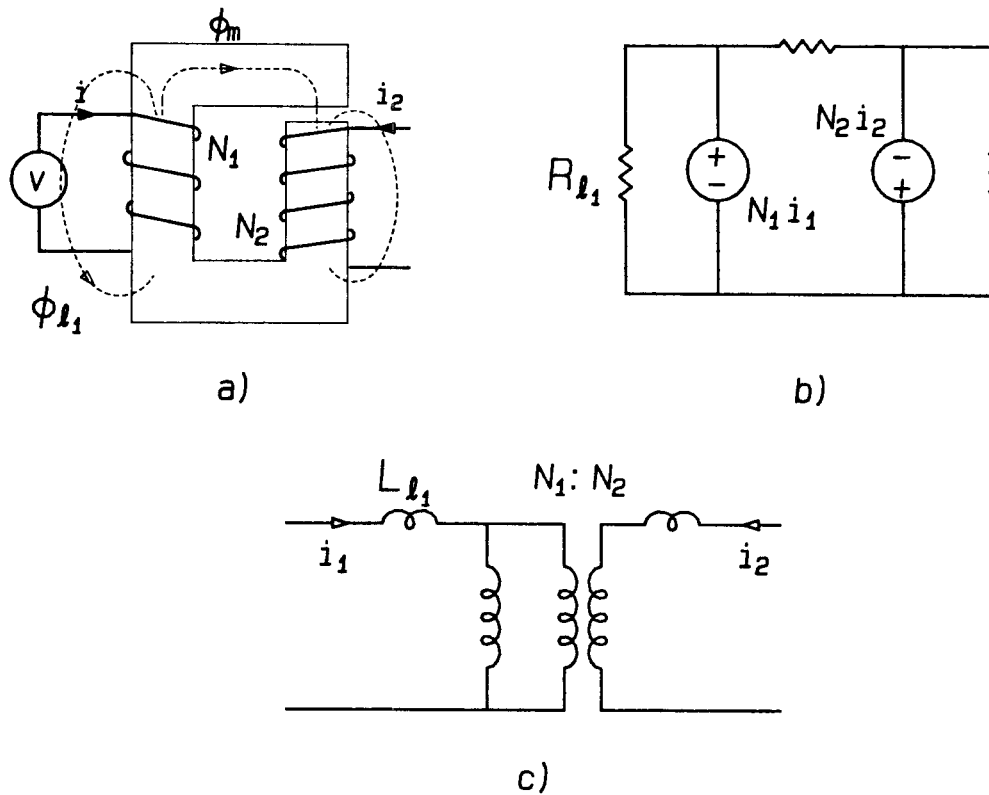 ϕm
i
i2
N1
V
N2
ϕℓ1
a)
N2i2
+
-
-
+
Rℓ1
N1i1
b)
Lℓ1
N1: N2
i1
i2
c)